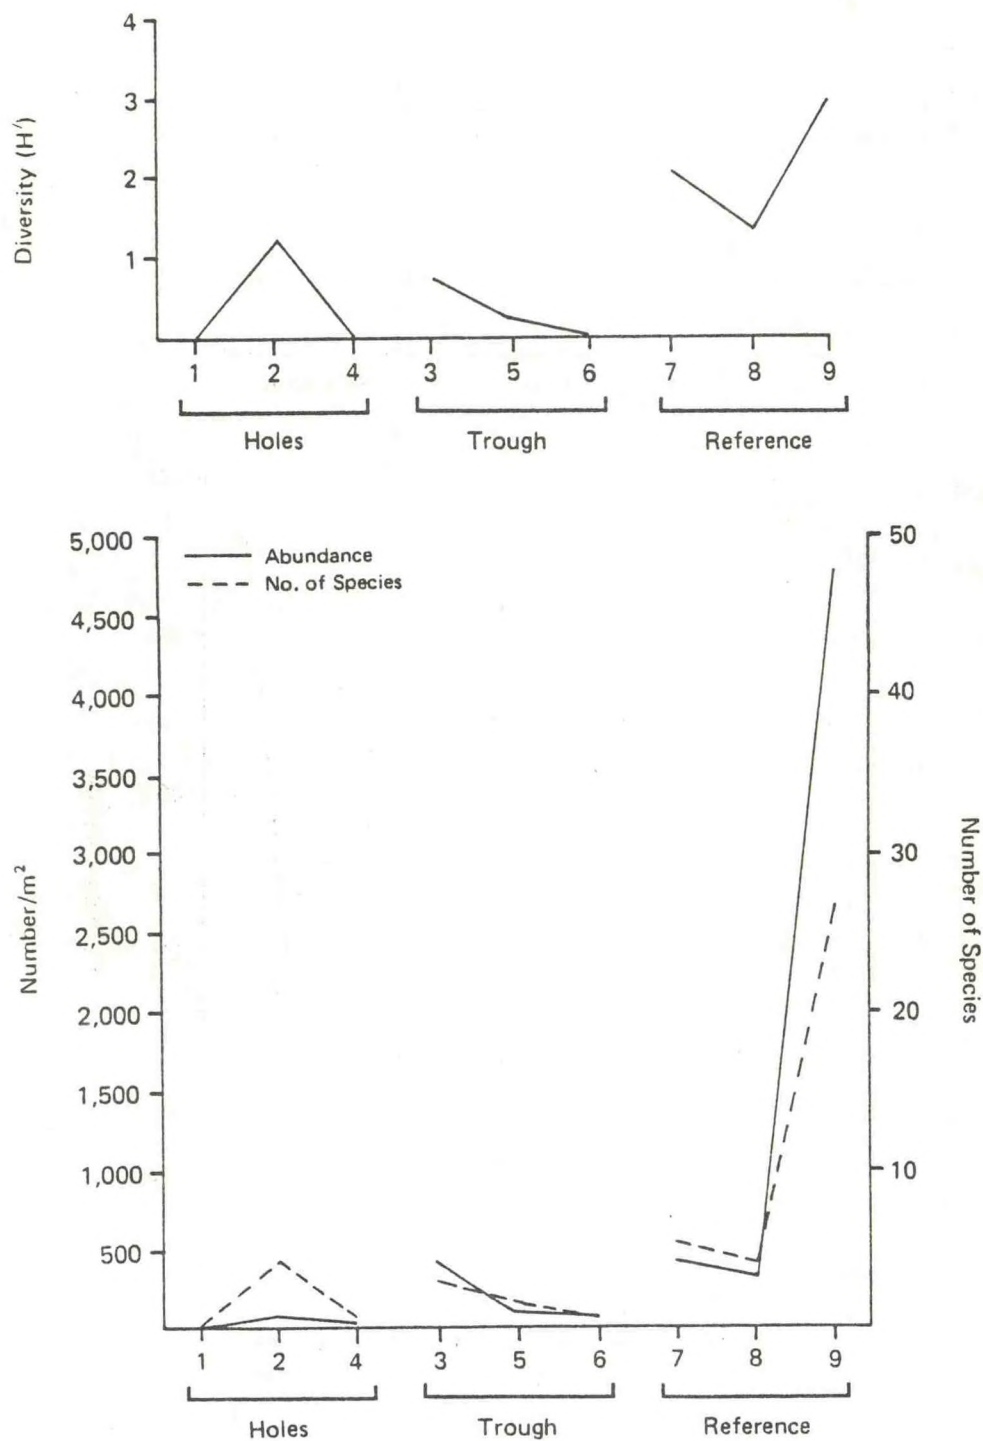 4
3
2
1
Diversity (H′)
1 2 4 3 5 6 7 8 9
Holes Trough Reference
5,000
4,500
4,000
3,500
3,000
2,500
2,000
1,500
1,000
500
Number/m²
Abundance
No. of Species
50
40
30
20
10
Number of Species
1 2 4 3 5 6 7 8 9
Holes Trough Reference